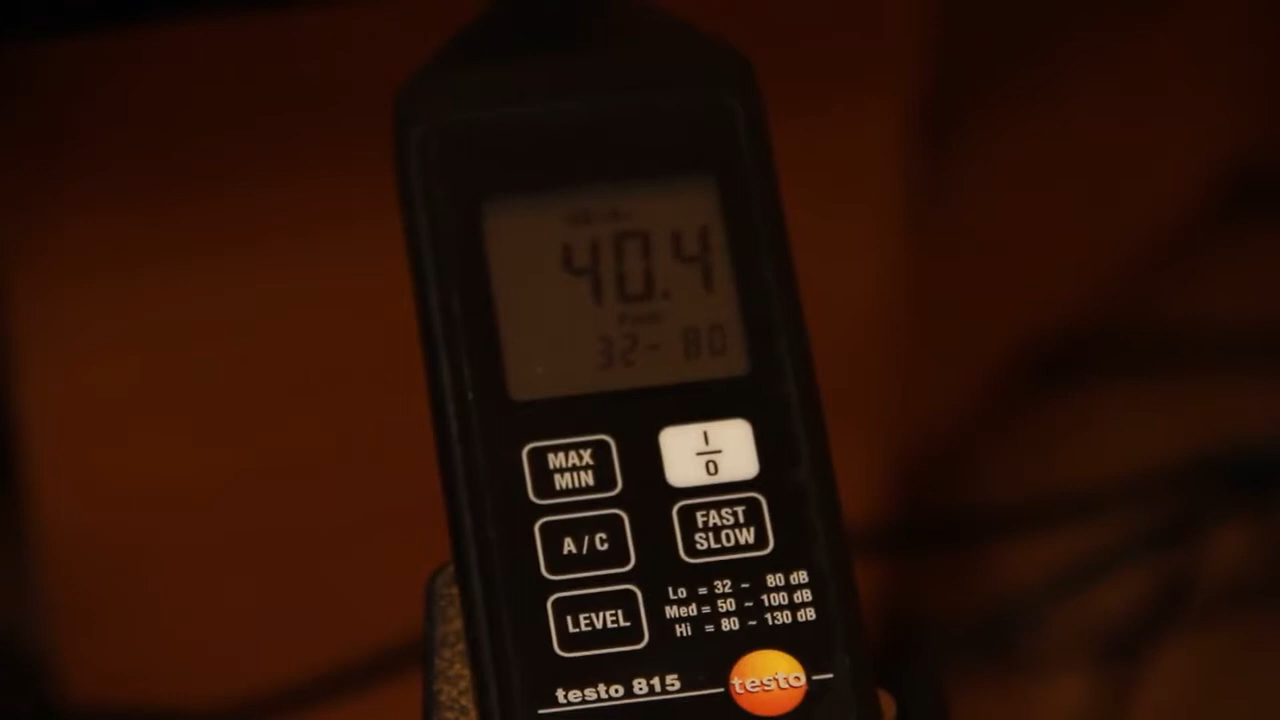 40.4
32- 80
MAX
MIN
I
0
A / C
FAST
SLOW
LEVEL
Lo = 32 ~ 80 dB
Med = 50 ~ 100 dB
Hi = 80 ~ 130 dB
testo 815
testo